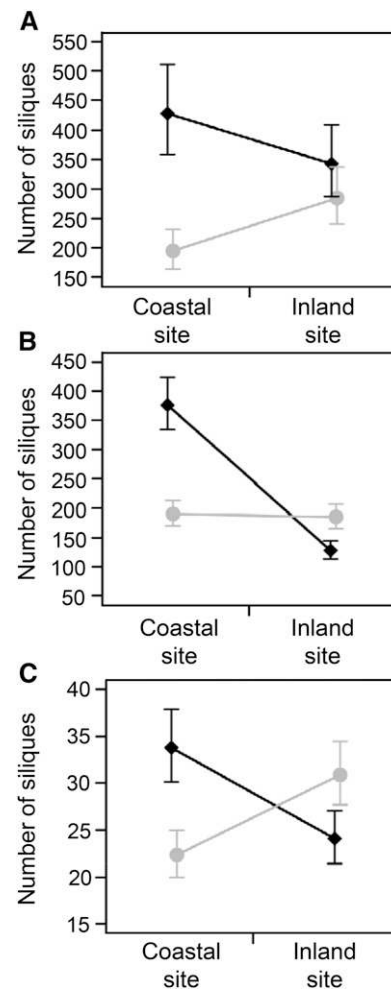 A
Number of siliques
550
500
450
400
350
300
250
200
150
Coastal
site
Inland
site
B
Number of siliques
450
400
350
300
250
200
150
100
50
Coastal
site
Inland
site
C
Number of siliques
40
35
30
25
20
15
Coastal
site
Inland
site